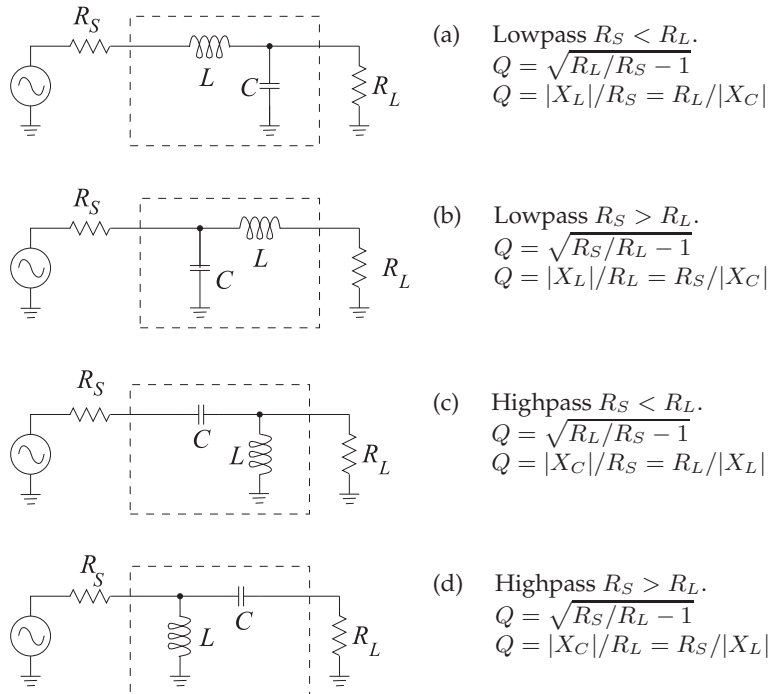 R_S
L
C
R_L
(a) Lowpass R_S < R_L.
Q = √(R_L/R_S − 1)
Q = |X_L|/R_S = R_L/|X_C|
R_S
C
L
R_L
(b) Lowpass R_S > R_L.
Q = √(R_S/R_L − 1)
Q = |X_L|/R_L = R_S/|X_C|
R_S
C
L
R_L
(c) Highpass R_S < R_L.
Q = √(R_L/R_S − 1)
Q = |X_C|/R_S = R_L/|X_L|
R_S
L
C
R_L
(d) Highpass R_S > R_L.
Q = √(R_S/R_L − 1)
Q = |X_C|/R_L = R_S/|X_L|